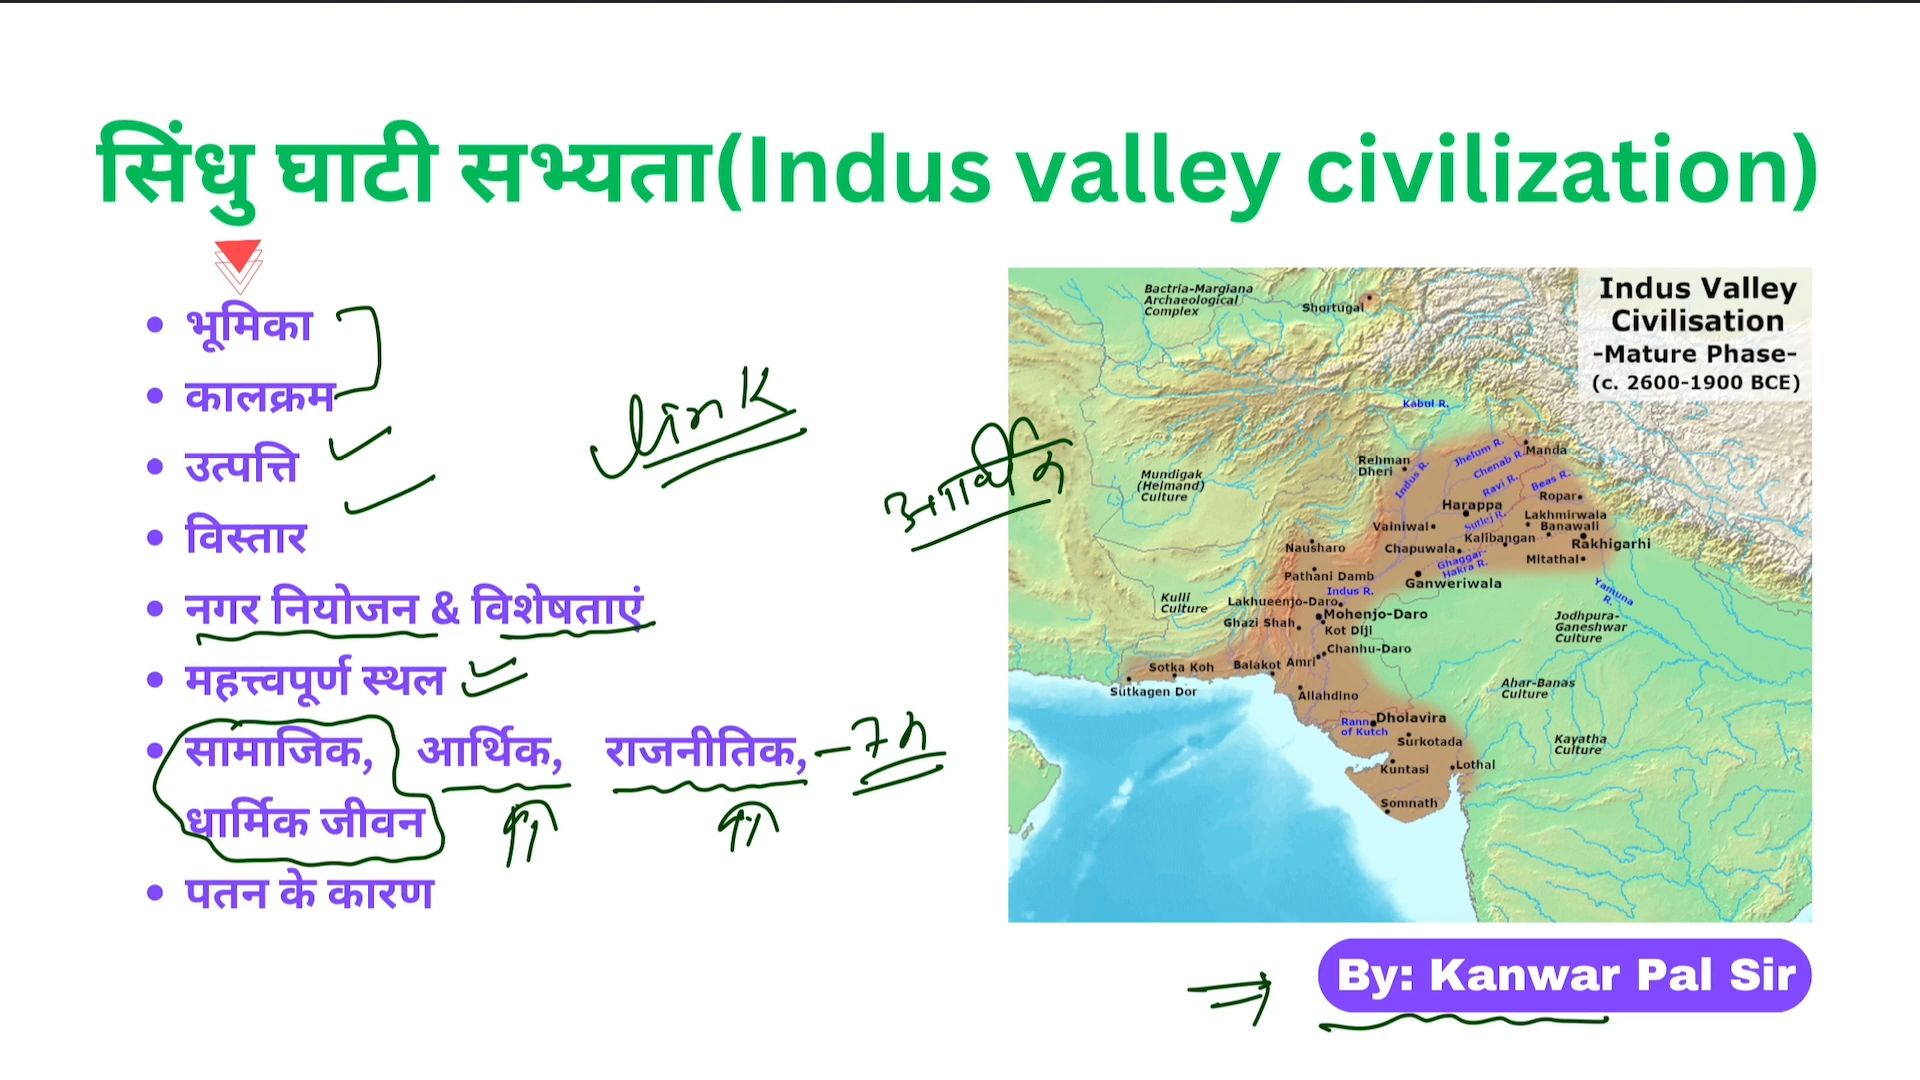 सिंधु घाटी सभ्यता(Indus valley civilization)
भूमिका
कालक्रम
उत्पत्ति
विस्तार
नगर नियोजन & विशेषताएं
महत्त्वपूर्ण स्थल
सामाजिक, आर्थिक, राजनीतिक,
धार्मिक जीवन
पतन के कारण
link
Indus Valley
Civilisation
-Mature Phase-
(c. 2600-1900 BCE)
Bactria-Margiana
Archaeological
Complex
Shortugai
Kabul R.
Mundigak
(Helmand)
Culture
Rehman
Dheri
Indus R.
Jhelum R.
Manda
Chenab R.
Ravi R.
Beas R.
Ropar
Harappa
Sutlej R.
Lakhmirwala
Vainiwal
Banawali
Kalibangan
Rakhigarhi
Nausharo
Chapuwala
Ghaggar-
Hakra R.
Mitathal
Pathani Damb
Ganweriwala
Indus R.
Yamuna
R.
Kulli
Culture
Lakhueenjo-Daro
Mohenjo-Daro
Ghazi Shah
Kot Diji
Jodhpura-
Ganeshwar
Culture
Chanhu-Daro
Sotka Koh
Balakot
Amri
Sutkagen Dor
Allahdino
Ahar-Banas
Culture
Rann
of Kutch
Dholavira
Surkotada
Kayatha
Culture
Kuntasi
Lothal
Somnath
By: Kanwar Pal Sir